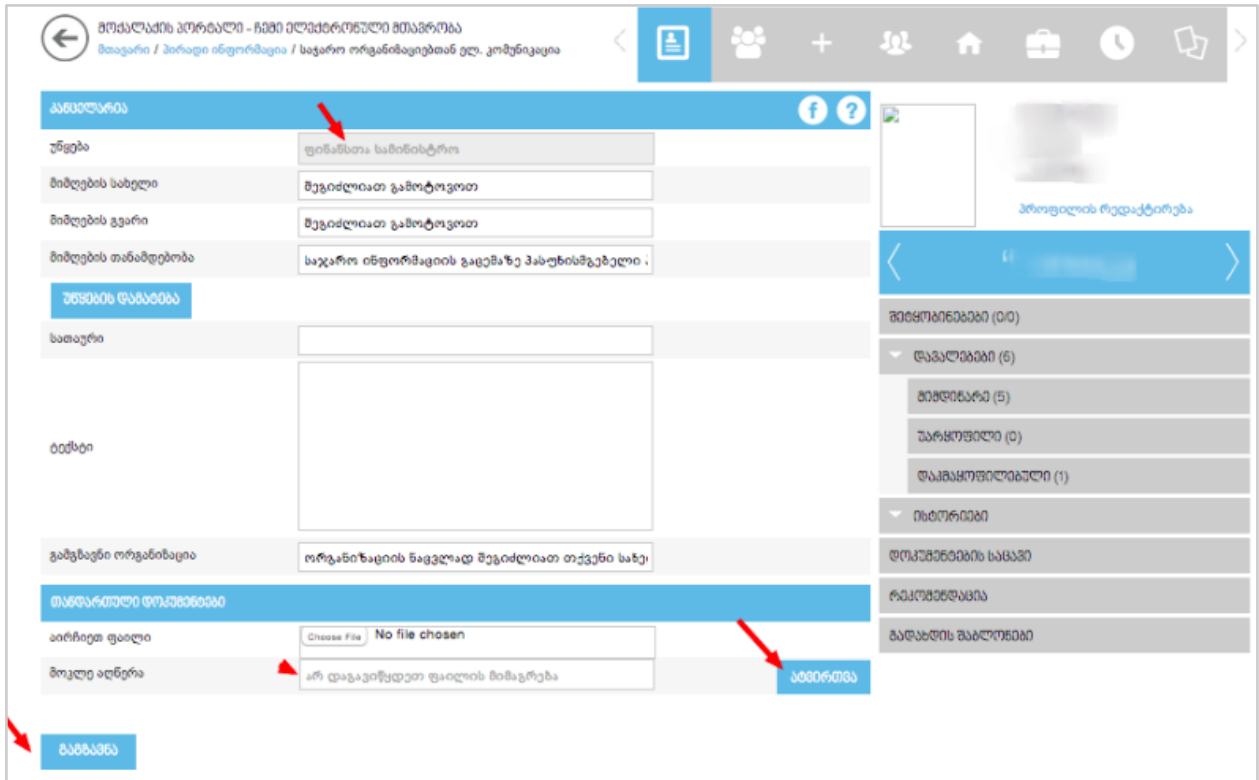 მოქალაქის პორტალი - ჩემი ელექტრონული მთავრობა
მთავარი / პირადი ინფორმაცია / საჯარო ორგანიზაციებთან ელ. კომუნიკაცია
კანცელარია
f ?
უწყება
ფინანსთა სამინისტრო
მიმღების სახელი
შეგიძლიათ გამოტოვოთ
მიმღების გვარი
შეგიძლიათ გამოტოვოთ
მიმღების თანამდებობა
საჯარო ინფორმაციის გაცემაზე პასუხისმგებელი
უწყების დამატება
სათაური
ტექსტი
გამგზავნი ორგანიზაცია
ორგანიზაციის ნაცვლად შეგიძლიათ თქვენი სახე
თანდართული დოკუმენტები
აირჩიეთ ფაილი
Choose File No file chosen
მოკლე აღწერა
არ დაგავიწყდეთ ფაილის მიმაგრება
ატვირთვა
გაგზავნა
პროფილის რედაქტირება
შეტყობინებები (0/0)
დავალებები (6)
მიმდინარე (5)
უარყოფილი (0)
დაკმაყოფილებული (1)
ისტორიები
დოკუმენტების საცავი
რეკომენდაცია
გადახდის შაბლონები